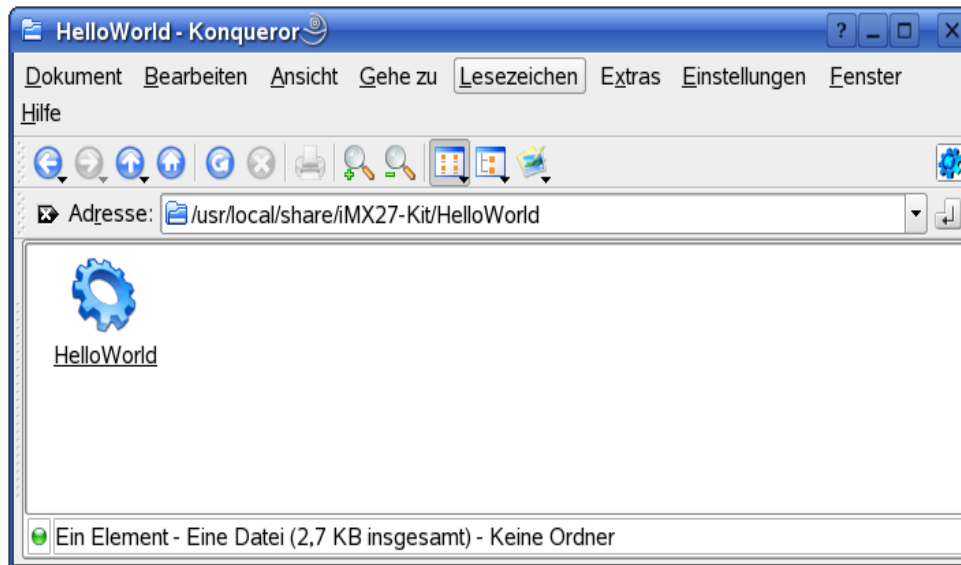 HelloWorld - Konqueror
Dokument Bearbeiten Ansicht Gehe zu Lesezeichen Extras Einstellungen Fenster
Hilfe
Adresse: /usr/local/share/iMX27-Kit/HelloWorld
HelloWorld
Ein Element - Eine Datei (2,7 KB insgesamt) - Keine Ordner